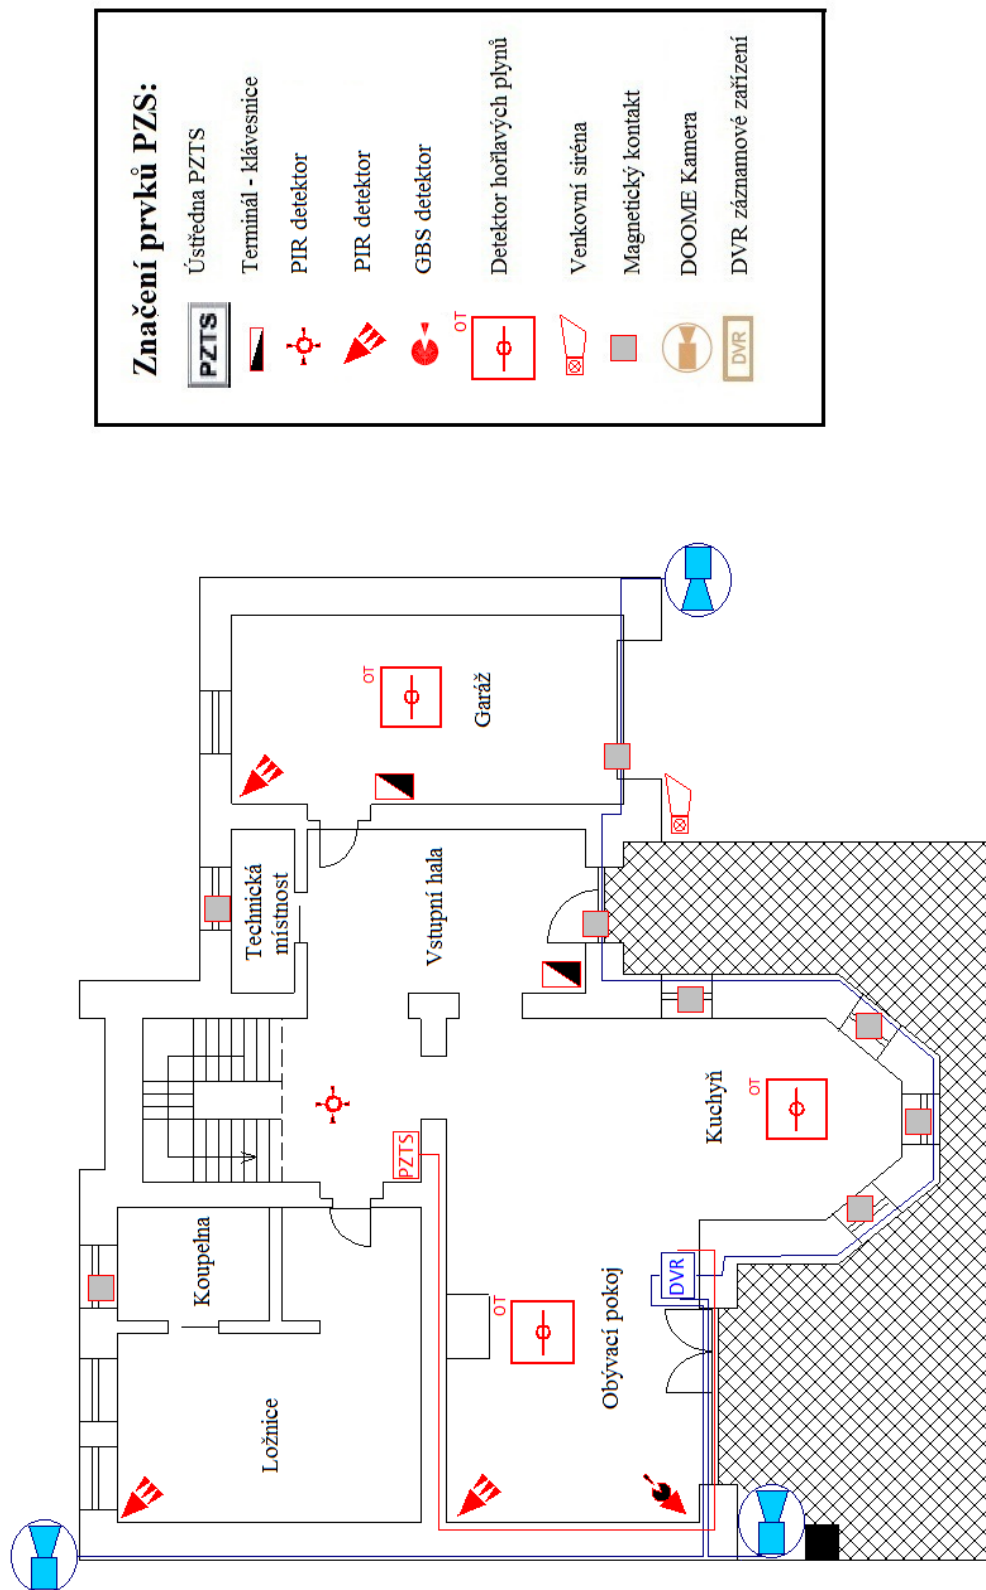 Značení prvků PZS:
PZTS Ústředna PZTS
Terminál - klávesnice
PIR detektor
PIR detektor
GBS detektor
OT Detektor hořlavých plynů
Venkovní siréna
Magnetický kontakt
DOOME Kamera
DVR DVR záznamové zařízení
Koupelna
Ložnice
Technická
místnost
OT
Garáž
Vstupní hala
PZTS
OT
Obývací pokoj
DVR
Kuchyň
OT